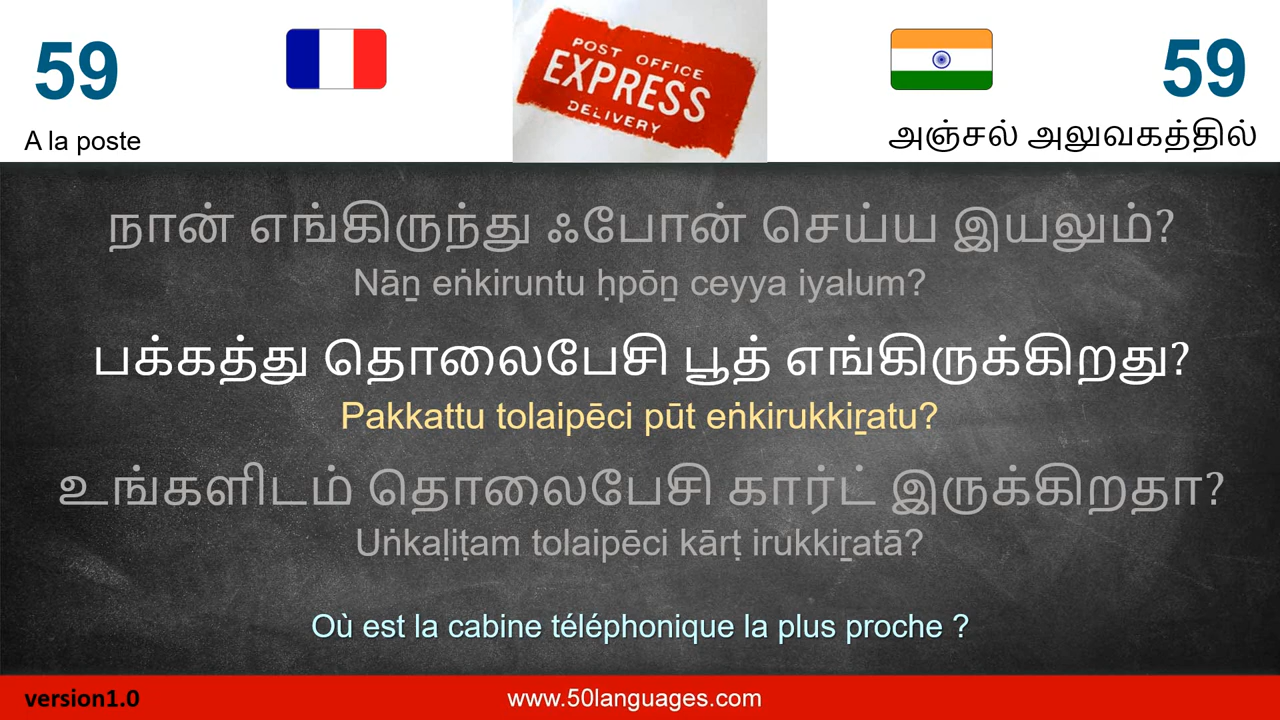 59
59
A la poste
POST OFFICE
EXPRESS
DELIVERY
அஞ்சல் அலுவகத்தில்
நான் எங்கிருந்து ஃபோன் செய்ய இயலும்?
Nāṉ eṅkiruntu ḥpōṉ ceyya iyalum?
பக்கத்து தொலைபேசி பூத் எங்கிருக்கிறது?
Pakkattu tolaipēci pūt eṅkirukkiṟatu?
உங்களிடம் தொலைபேசி கார்ட் இருக்கிறதா?
Uṅkaḷiṭam tolaipēci kārṭ irukkiṟatā?
Où est la cabine téléphonique la plus proche ?
version1.0
www.50languages.com